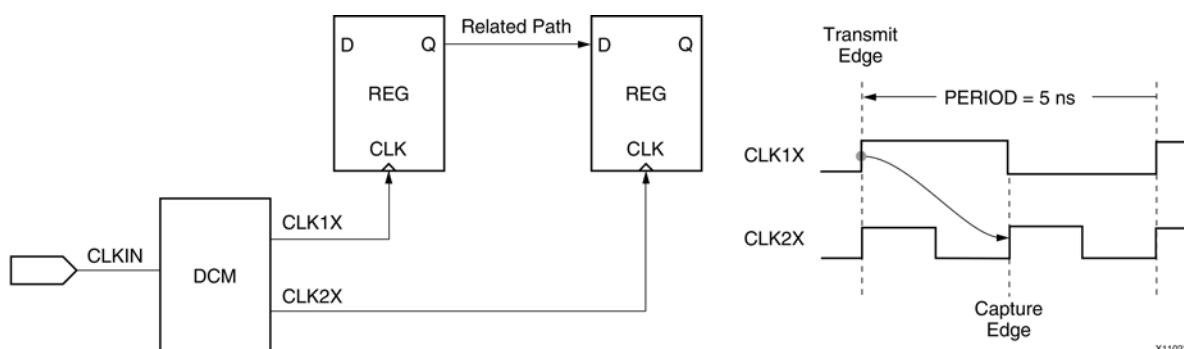 D Q
REG
CLK
Related Path
D Q
REG
CLK
CLKIN
DCM
CLK1X
CLK2X
Transmit
Edge
PERIOD = 5 ns
CLK1X
CLK2X
Capture
Edge